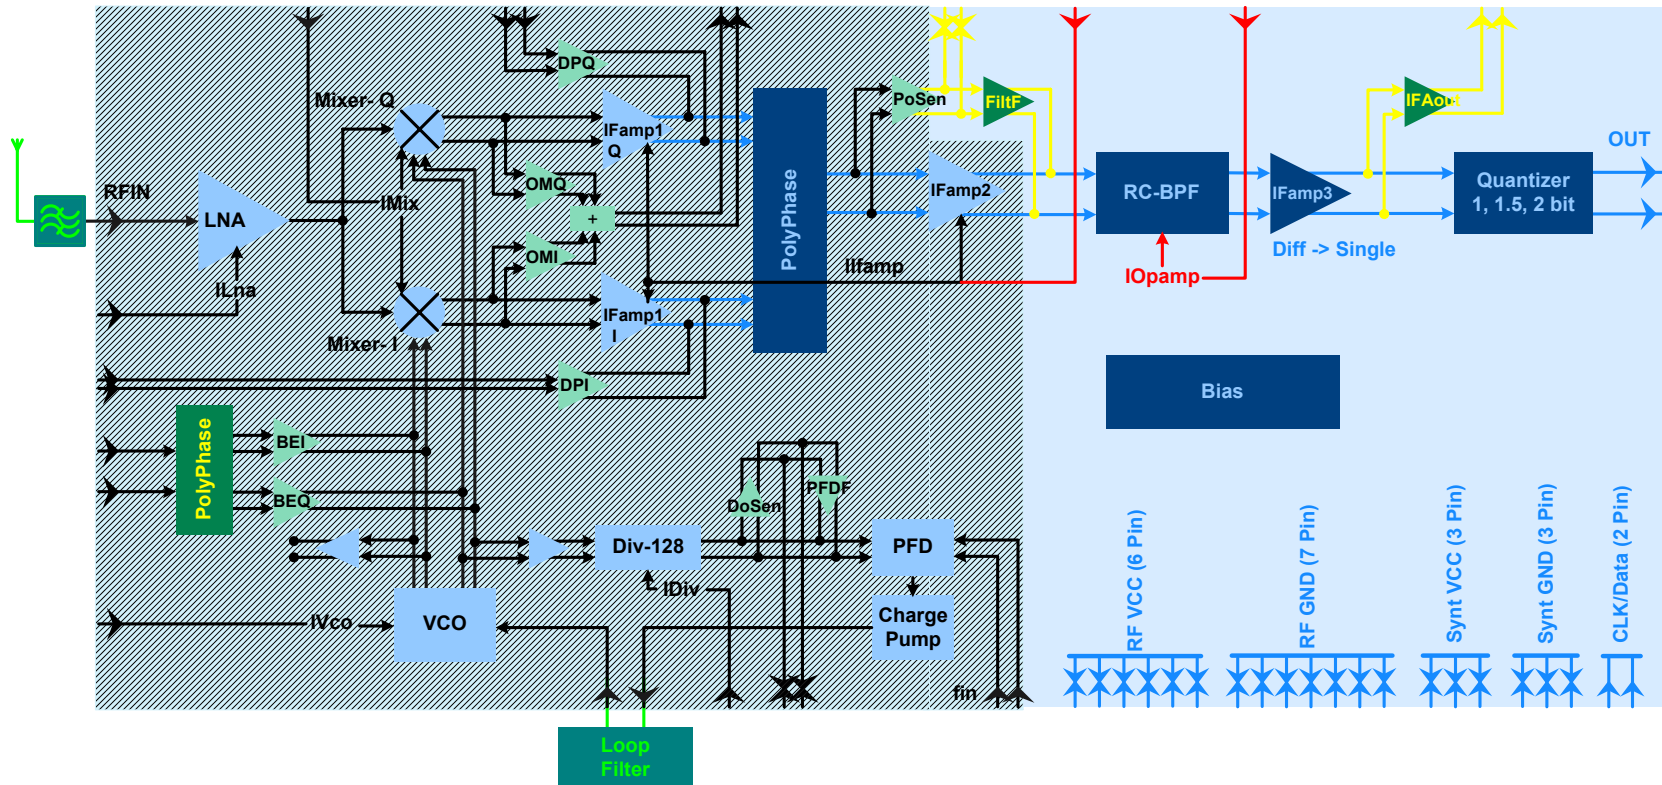 DPQ
Mixer- Q
IFamp1
Q
PoSen
FiltF
IFAout
OUT
RFIN
LNA
IMix
OMQ
+
OMI
PolyPhase
IFamp2
RC-BPF
IFamp3
Quantizer
1, 1.5, 2 bit
Diff -> Single
IIfamp
IOpamp
ILna
IFamp1
I
Mixer- I
DPI
Bias
PolyPhase
BEI
BEQ
DoSen
PFDF
Div-128
PFD
IDiv
IVco
VCO
Charge
Pump
fin
RF VCC (6 Pin)
RF GND (7 Pin)
Synt VCC (3 Pin)
Synt GND (3 Pin)
CLK/Data (2 Pin)
Loop
Filter